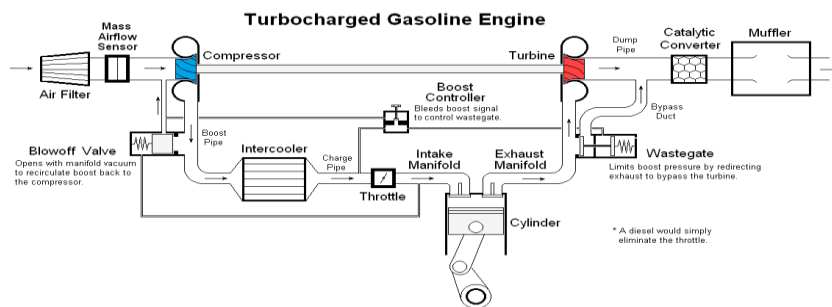 Turbocharged Gasoline Engine
Mass
Airflow
Sensor
Air Filter
Compressor
Turbine
Dump
Pipe
Catalytic
Converter
Muffler
Boost
Controller
Bleeds boost signal
to control wastegate.
Bypass
Duct
Blowoff Valve
Opens with manifold vacuum
to recirculate boost back to
the compressor.
Boost
Pipe
Intercooler
Charge
Pipe
Throttle
Intake
Manifold
Exhaust
Manifold
Wastegate
Limits boost pressure by redirecting
exhaust to bypass the turbine.
Cylinder
* A diesel would simply
eliminate the throttle.